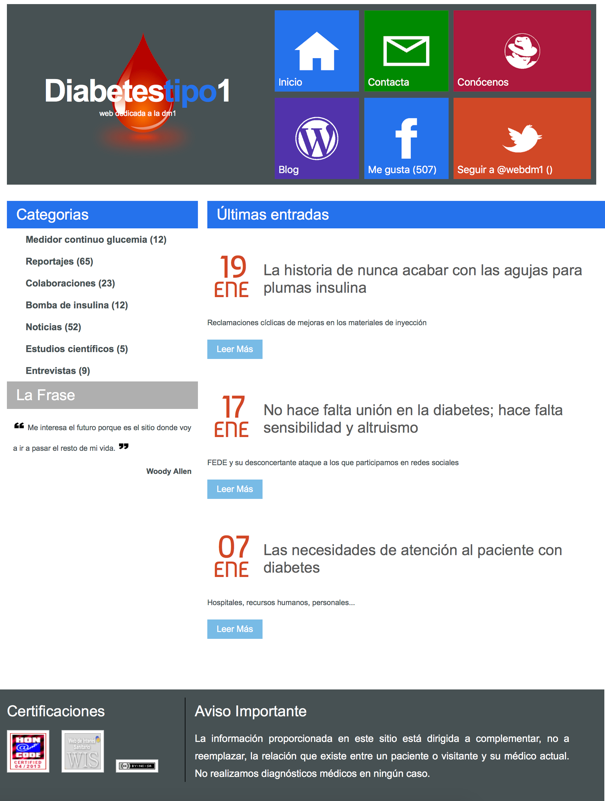 Diabetestipo1
web dedicada a la dm1
Inicio
Contacta
Conócenos
Blog
Me gusta (507)
Seguir a @webdm1 ()
Categorias
Medidor continuo glucemia (12)
Reportajes (65)
Colaboraciones (23)
Bomba de insulina (12)
Noticias (52)
Estudios científicos (5)
Entrevistas (9)
La Frase
“ Me interesa el futuro porque es el sitio donde voy
a ir a pasar el resto de mi vida. ”
Woody Allen
Últimas entradas
19
ENE
La historia de nunca acabar con las agujas para
plumas insulina
Reclamaciones cíclicas de mejoras en los materiales de inyección
Leer Más
17
ENE
No hace falta unión en la diabetes; hace falta
sensibilidad y altruismo
FEDE y su desconcertante ataque a los que participamos en redes sociales
Leer Más
07
ENE
Las necesidades de atención al paciente con
diabetes
Hospitales, recursos humanos, personales...
Leer Más
Certificaciones
HON
@
CODE
CERTIFIED
04/2013
WIS
Aviso Importante
La información proporcionada en este sitio está dirigida a complementar, no a
reemplazar, la relación que existe entre un paciente o visitante y su médico actual.
No realizamos diagnósticos médicos en ningún caso.